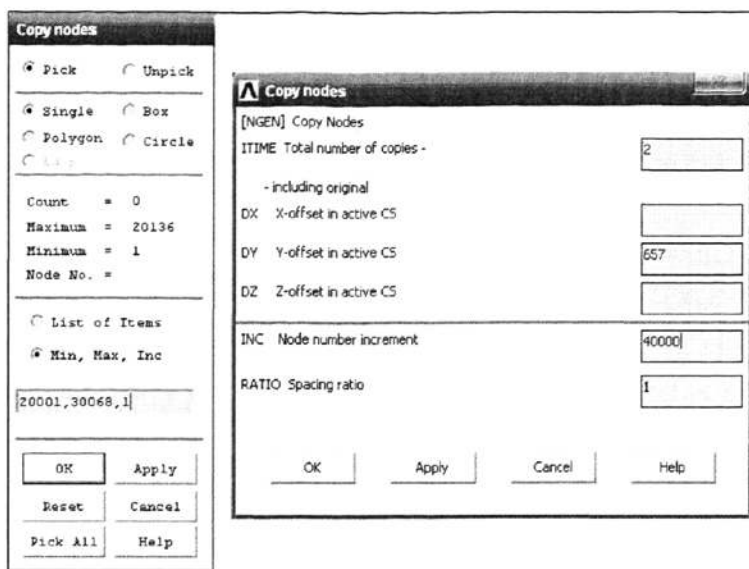 Copy nodes
Pick Unpick
Single Box
Polygon Circle
Count = 0
Maximum = 20136
Minimum = 1
Node No. =
List of Items
Min, Max, Inc
20001,30068,1
OK Apply
Reset Cancel
Pick All Help
Copy nodes
[NGEN] Copy Nodes
ITIME Total number of copies - 2
- including original
DX X-offset in active CS
DY Y-offset in active CS 657
DZ Z-offset in active CS
INC Node number increment 40000
RATIO Spacing ratio 1
OK Apply Cancel Help